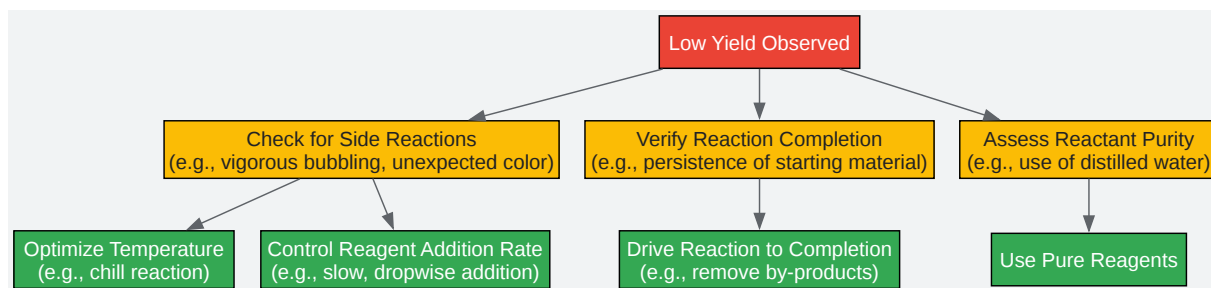 Low Yield Observed
Check for Side Reactions
(e.g., vigorous bubbling, unexpected color)
Verify Reaction Completion
(e.g., persistence of starting material)
Assess Reactant Purity
(e.g., use of distilled water)
Optimize Temperature
(e.g., chill reaction)
Control Reagent Addition Rate
(e.g., slow, dropwise addition)
Drive Reaction to Completion
(e.g., remove by-products)
Use Pure Reagents